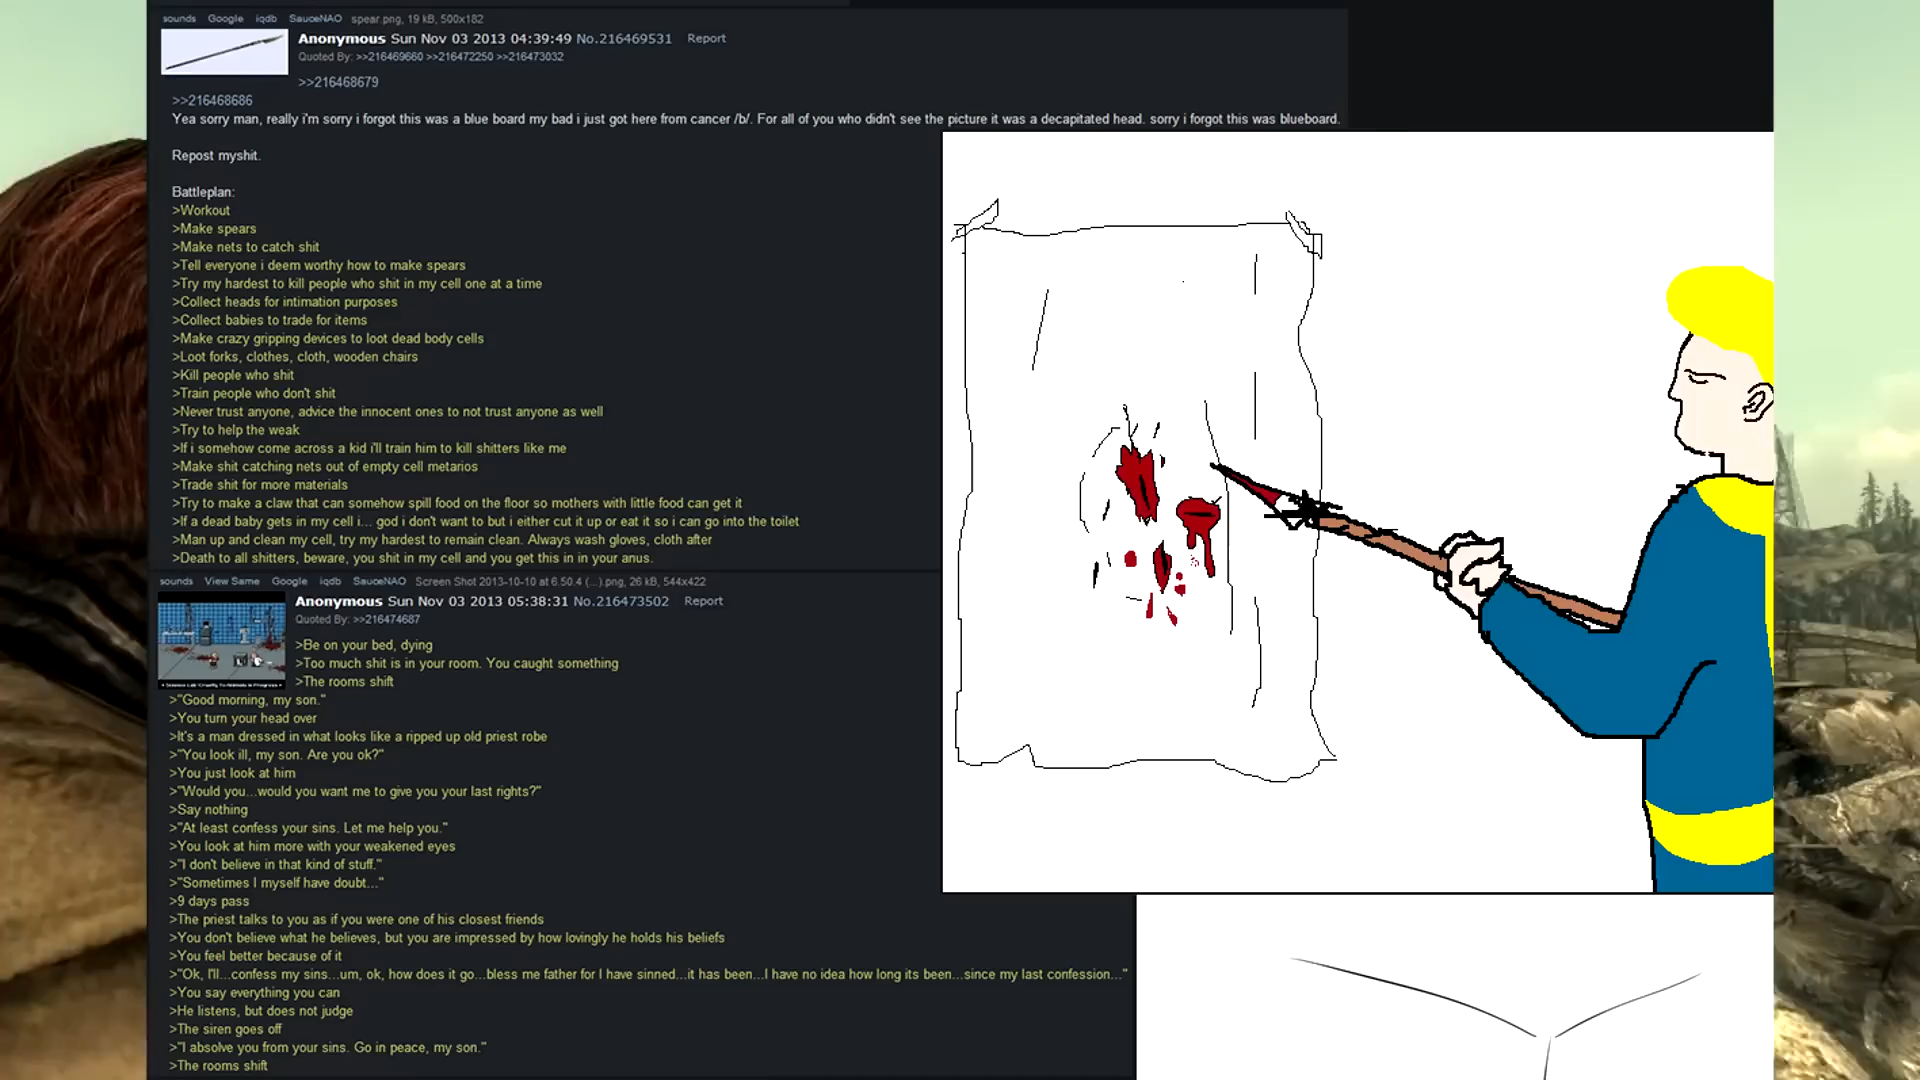 sounds Google iqdb SauceNAO spear.png, 19 kB, 500x182
Anonymous Sun Nov 03 2013 04:39:49 No.216469531 Report
Quoted By: >>216469660 >>216472250 >>216473032
>>216468679
>>216468686
Yea sorry man, really i'm sorry i forgot this was a blue board my bad i just got here from cancer /b/. For all of you who didn't see the picture it was a decapitated head. sorry i forgot this was blueboard.
Repost myshit.
Battleplan:
>Workout
>Make spears
>Make nets to catch shit
>Tell everyone i deem worthy how to make spears
>Try my hardest to kill people who shit in my cell one at a time
>Collect heads for intimation purposes
>Collect babies to trade for items
>Make crazy gripping devices to loot dead body cells
>Loot forks, clothes, cloth, wooden chairs
>Kill people who shit
>Train people who don't shit
>Never trust anyone, advice the innocent ones to not trust anyone as well
>Try to help the weak
>If i somehow come across a kid i'll train him to kill shitters like me
>Make shit catching nets out of empty cell metarios
>Trade shit for more materials
>Try to make a claw that can somehow spill food on the floor so mothers with little food can get it
>If a dead baby gets in my cell i... god i don't want to but i either cut it up or eat it so i can go into the toilet
>Man up and clean my cell, try my hardest to remain clean. Always wash gloves, cloth after
>Death to all shitters, beware, you shit in my cell and you get this in in your anus.
sounds View Same Google iqdb SauceNAO Screen Shot 2013-10-10 at 6.50.4 (...).png, 26 kB, 544x422
Anonymous Sun Nov 03 2013 05:38:31 No.216473502 Report
Quoted By: >>216474687
>Be on your bed, dying
>Too much shit is in your room. You caught something
>The rooms shift
>"Good morning, my son."
>You turn your head over
>It's a man dressed in what looks like a ripped up old priest robe
>"You look ill, my son. Are you ok?"
>You just look at him
>"Would you...would you want me to give you your last rights?"
>Say nothing
>"At least confess your sins. Let me help you."
>You look at him more with your weakened eyes
>"I don't believe in that kind of stuff."
>"Sometimes I myself have doubt..."
>9 days pass
>The priest talks to you as if you were one of his closest friends
>You don't believe what he believes, but you are impressed by how lovingly he holds his beliefs
>You feel better because of it
>"Ok, I'll...confess my sins...um, ok, how does it go...bless me father for I have sinned...it has been...I have no idea how long its been...since my last confession..."
>You say everything you can
>He listens, but does not judge
>The siren goes off
>"I absolve you from your sins. Go in peace, my son."
>The rooms shift